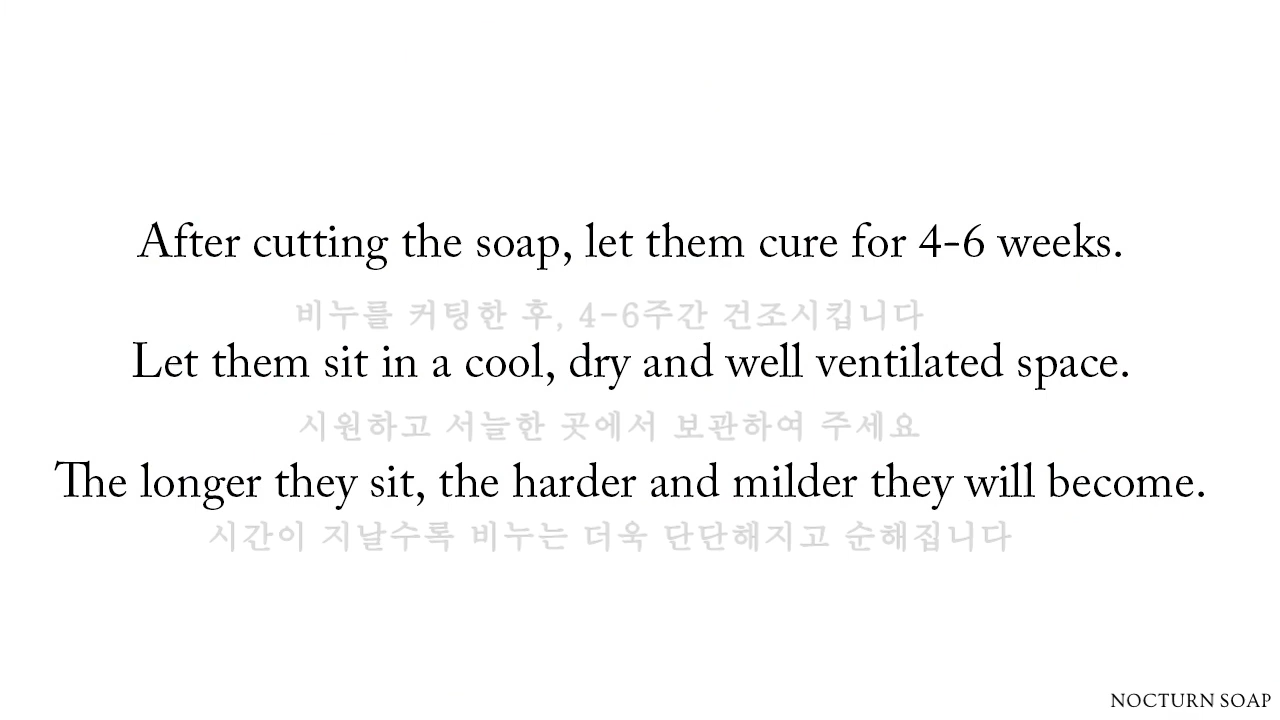 After cutting the soap, let them cure for 4-6 weeks.
비누를 커팅한 후, 4-6주간 건조시킵니다
Let them sit in a cool, dry and well ventilated space.
시원하고 서늘한 곳에서 보관하여 주세요
The longer they sit, the harder and milder they will become.
시간이 지날수록 비누는 더욱 단단해지고 순해집니다
NOCTURN SOAP